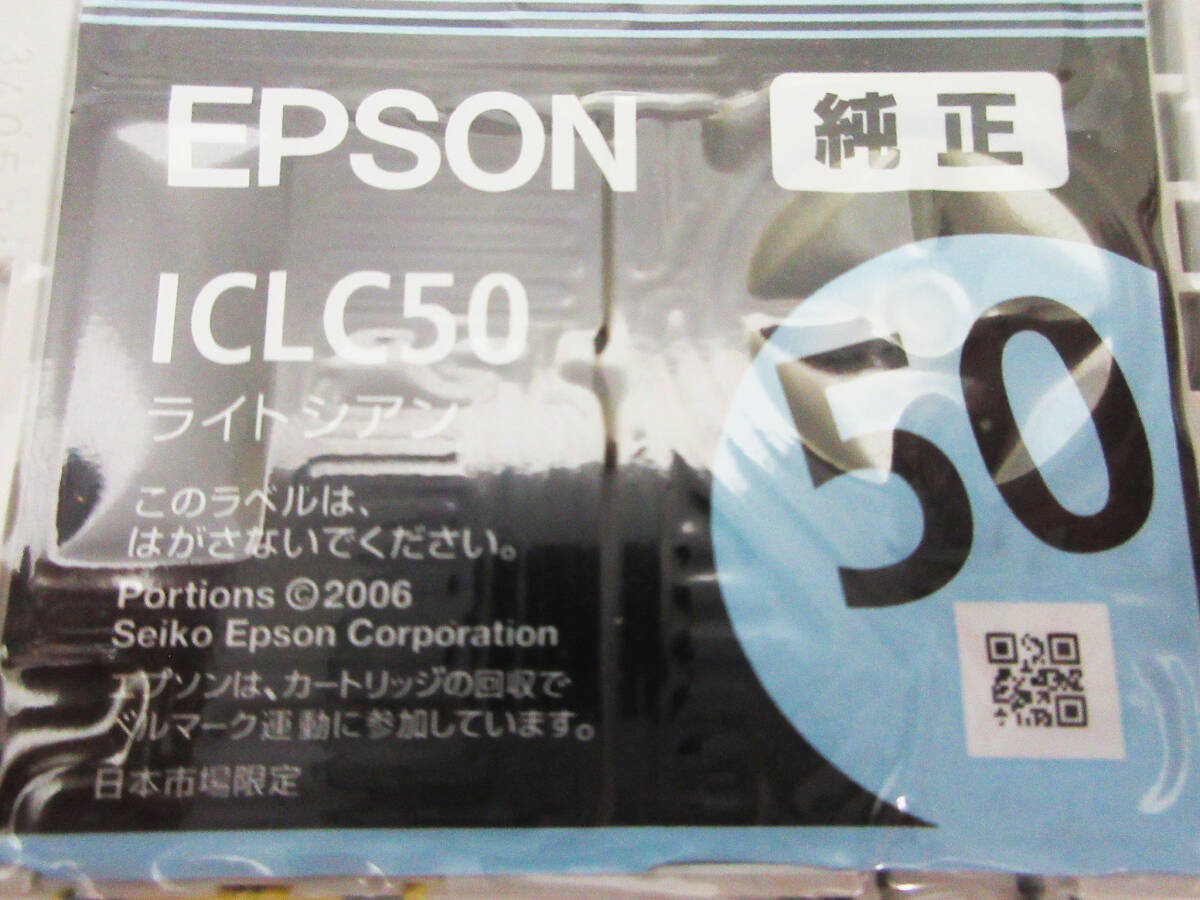 EPSON 純正
ICLC50
ライトシアン
50
このラベルは、
はがさないでください。
Portions ©2006
Seiko Epson Corporation
エプソンは、カートリッジの回収で
ベルマーク運動に参加しています。
日本市場限定